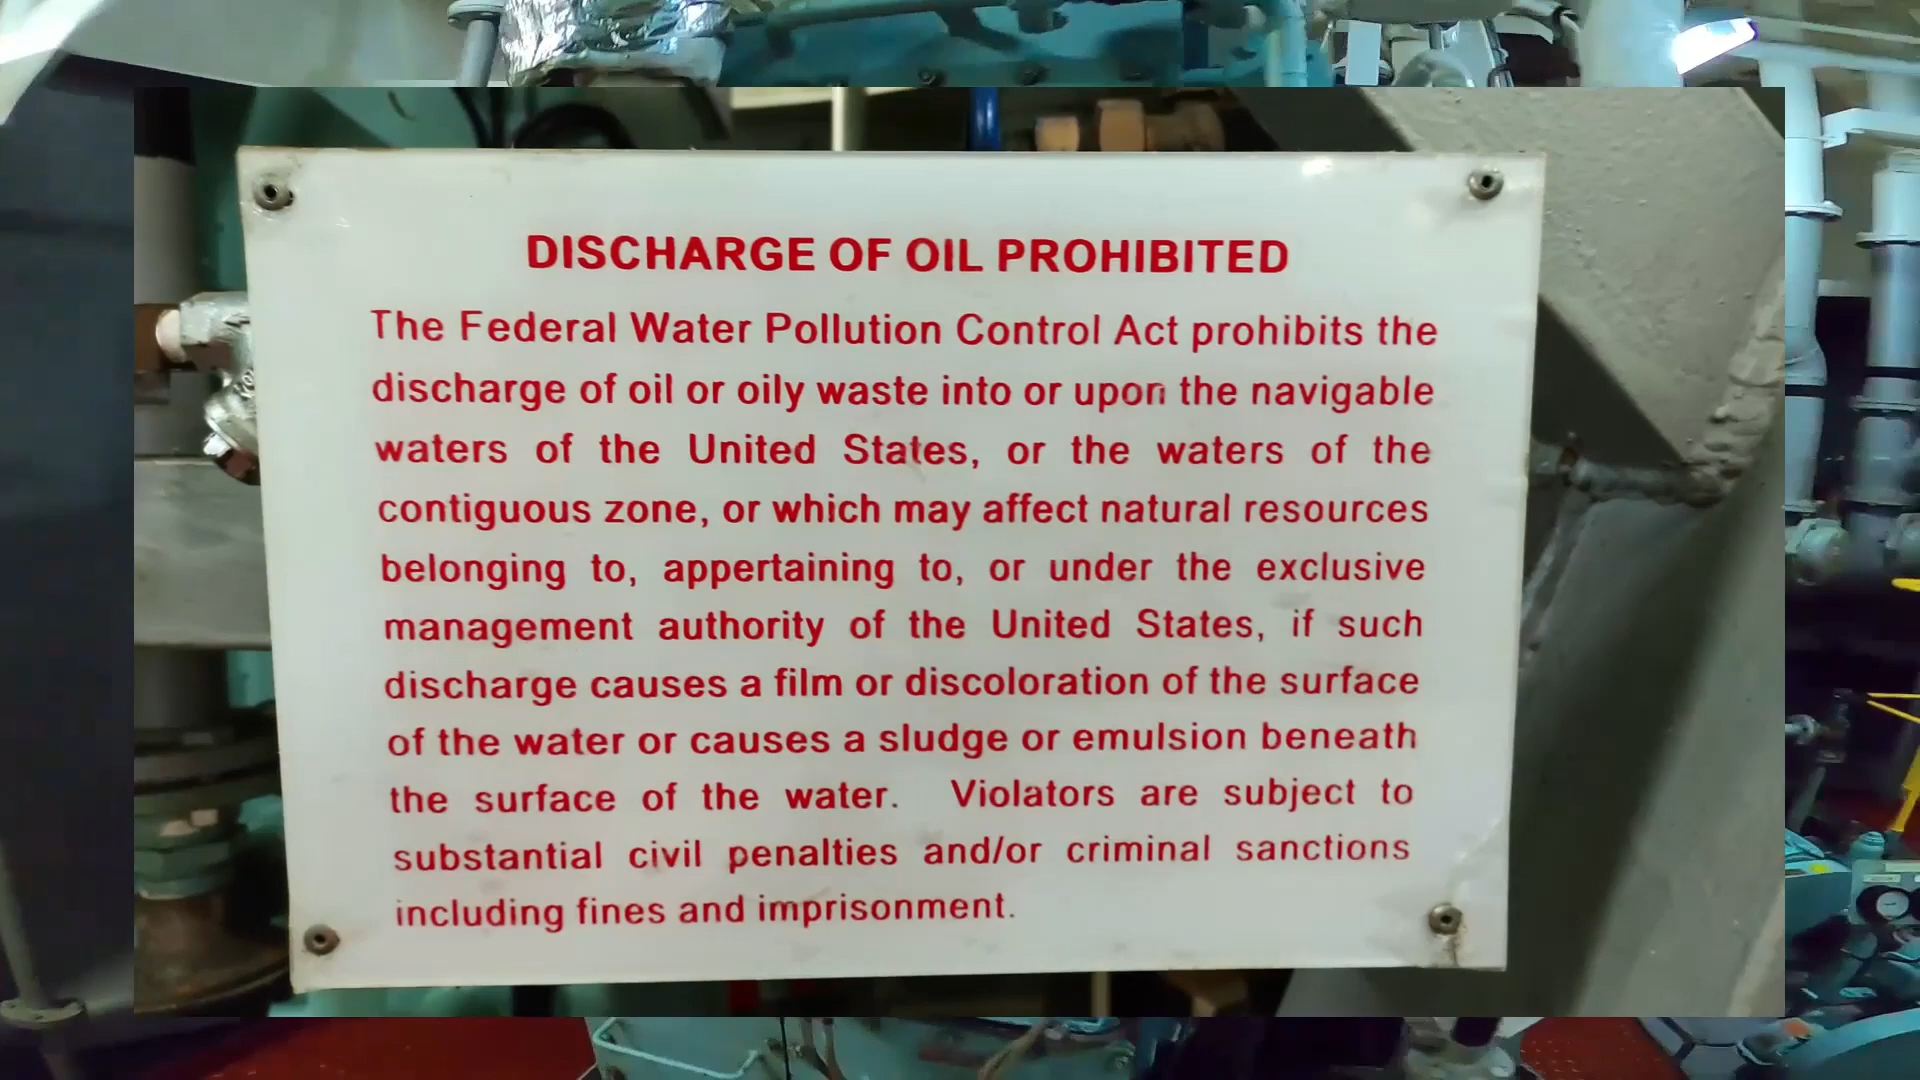 DISCHARGE OF OIL PROHIBITED
The Federal Water Pollution Control Act prohibits the
discharge of oil or oily waste into or upon the navigable
waters of the United States, or the waters of the
contiguous zone, or which may affect natural resources
belonging to, appertaining to, or under the exclusive
management authority of the United States, if such
discharge causes a film or discoloration of the surface
of the water or causes a sludge or emulsion beneath
the surface of the water. Violators are subject to
substantial civil penalties and/or criminal sanctions
including fines and imprisonment.